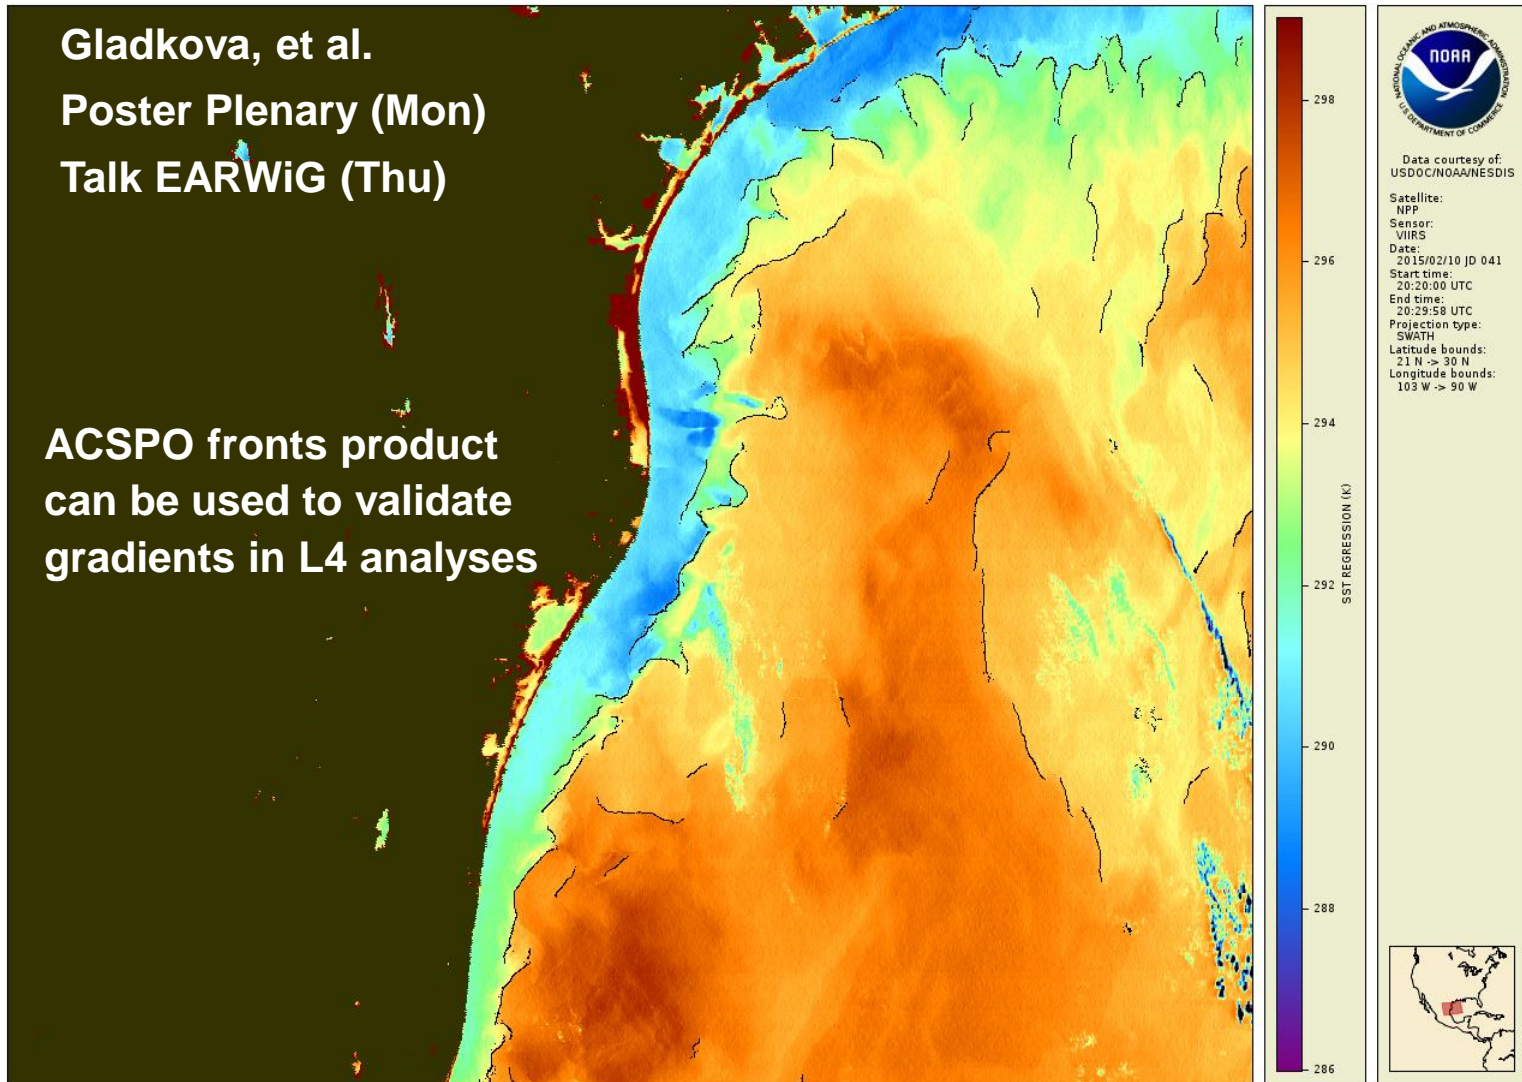 Gladkova, et al.
Poster Plenary (Mon)
Talk EARWiG (Thu)
ACSPO fronts product
can be used to validate
gradients in L4 analyses
298
296
294
292
290
288
286
SST REGRESSION (K)
NATIONAL OCEANIC AND ATMOSPHERIC ADMINISTRATION
NOAA
U.S. DEPARTMENT OF COMMERCE
Data courtesy of:
USDOC/NOAA/NESDIS
Satellite:
NPP
Sensor:
VIIRS
Date:
2015/02/10 JD 041
Start time:
20:20:00 UTC
End time:
20:29:58 UTC
Projection type:
SWATH
Latitude bounds:
21 N -> 30 N
Longitude bounds:
103 W -> 90 W